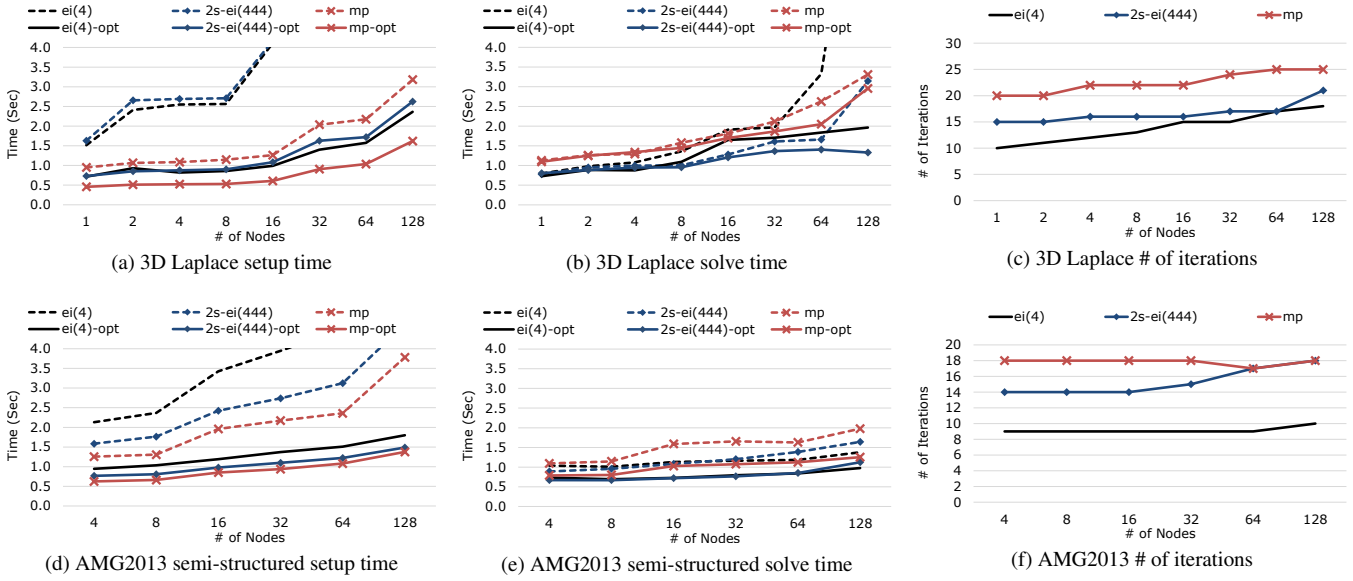 ei(4) 2s-ei(444) mp
ei(4)-opt 2s-ei(444)-opt mp-opt
4.0
3.5
3.0
2.5
2.0
1.5
1.0
0.5
0.0
Time (Sec)
1 2 4 8 16 32 64 128
# of Nodes
(a) 3D Laplace setup time
ei(4) 2s-ei(444) mp
ei(4)-opt 2s-ei(444)-opt mp-opt
4.0
3.5
3.0
2.5
2.0
1.5
1.0
0.5
0.0
Time (Sec)
1 2 4 8 16 32 64 128
# of Nodes
(b) 3D Laplace solve time
ei(4) 2s-ei(444) mp
30
25
20
15
10
5
0
# of Iterations
1 2 4 8 16 32 64 128
# of Nodes
(c) 3D Laplace # of iterations
ei(4) 2s-ei(444) mp
ei(4)-opt 2s-ei(444)-opt mp-opt
4.0
3.5
3.0
2.5
2.0
1.5
1.0
0.5
0.0
Time (Sec)
4 8 16 32 64 128
# of Nodes
(d) AMG2013 semi-structured setup time
ei(4) 2s-ei(444) mp
ei(4)-opt 2s-ei(444)-opt mp-opt
4.0
3.5
3.0
2.5
2.0
1.5
1.0
0.5
0.0
Time (Sec)
4 8 16 32 64 128
# of Nodes
(e) AMG2013 semi-structured solve time
ei(4) 2s-ei(444) mp
20
18
16
14
12
10
8
6
4
2
0
# of Iterations
4 8 16 32 64 128
# of Nodes
(f) AMG2013 # of iterations